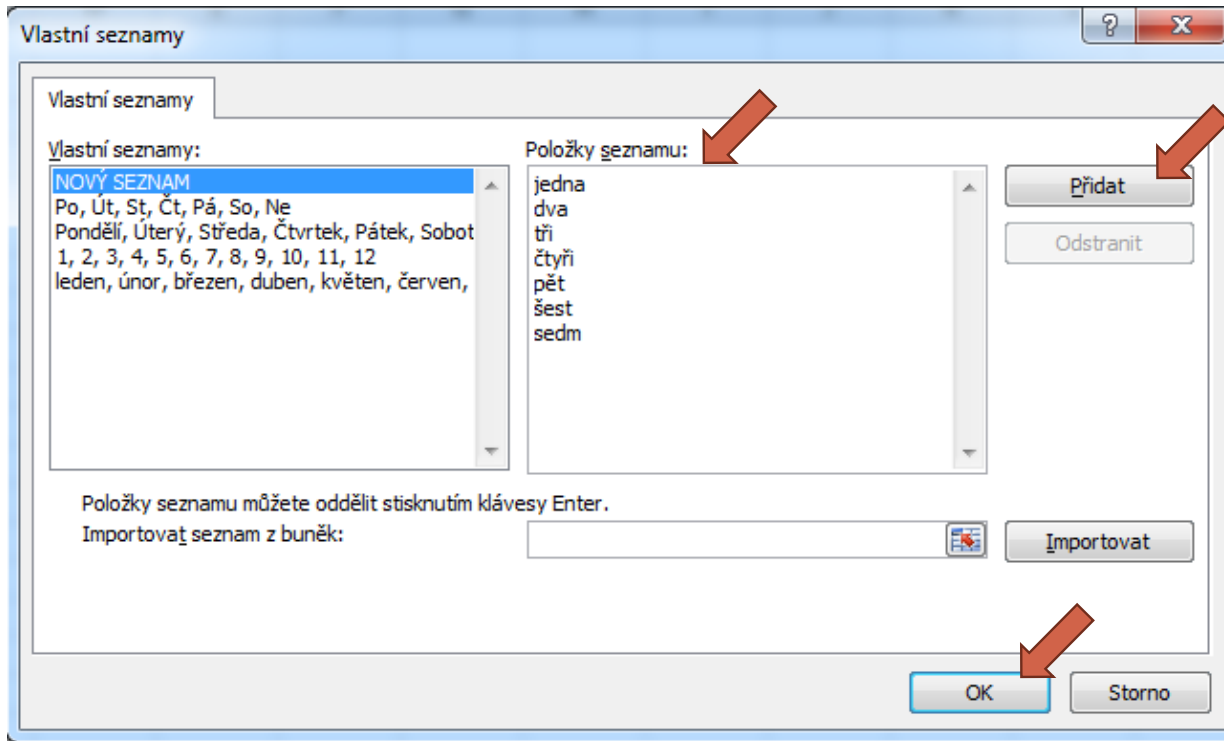 Vlastní seznamy
Vlastní seznamy
Vlastní seznamy:
NOVÝ SEZNAM
Po, Út, St, Čt, Pá, So, Ne
Pondělí, Úterý, Středa, Čtvrtek, Pátek, Sobot
1, 2, 3, 4, 5, 6, 7, 8, 9, 10, 11, 12
leden, únor, březen, duben, květen, červen,
Položky seznamu:
jedna
dva
tři
čtyři
pět
šest
sedm
Přidat
Odstranit
Položky seznamu můžete oddělit stisknutím klávesy Enter.
Importovat seznam z buněk:
Importovat
OK
Storno